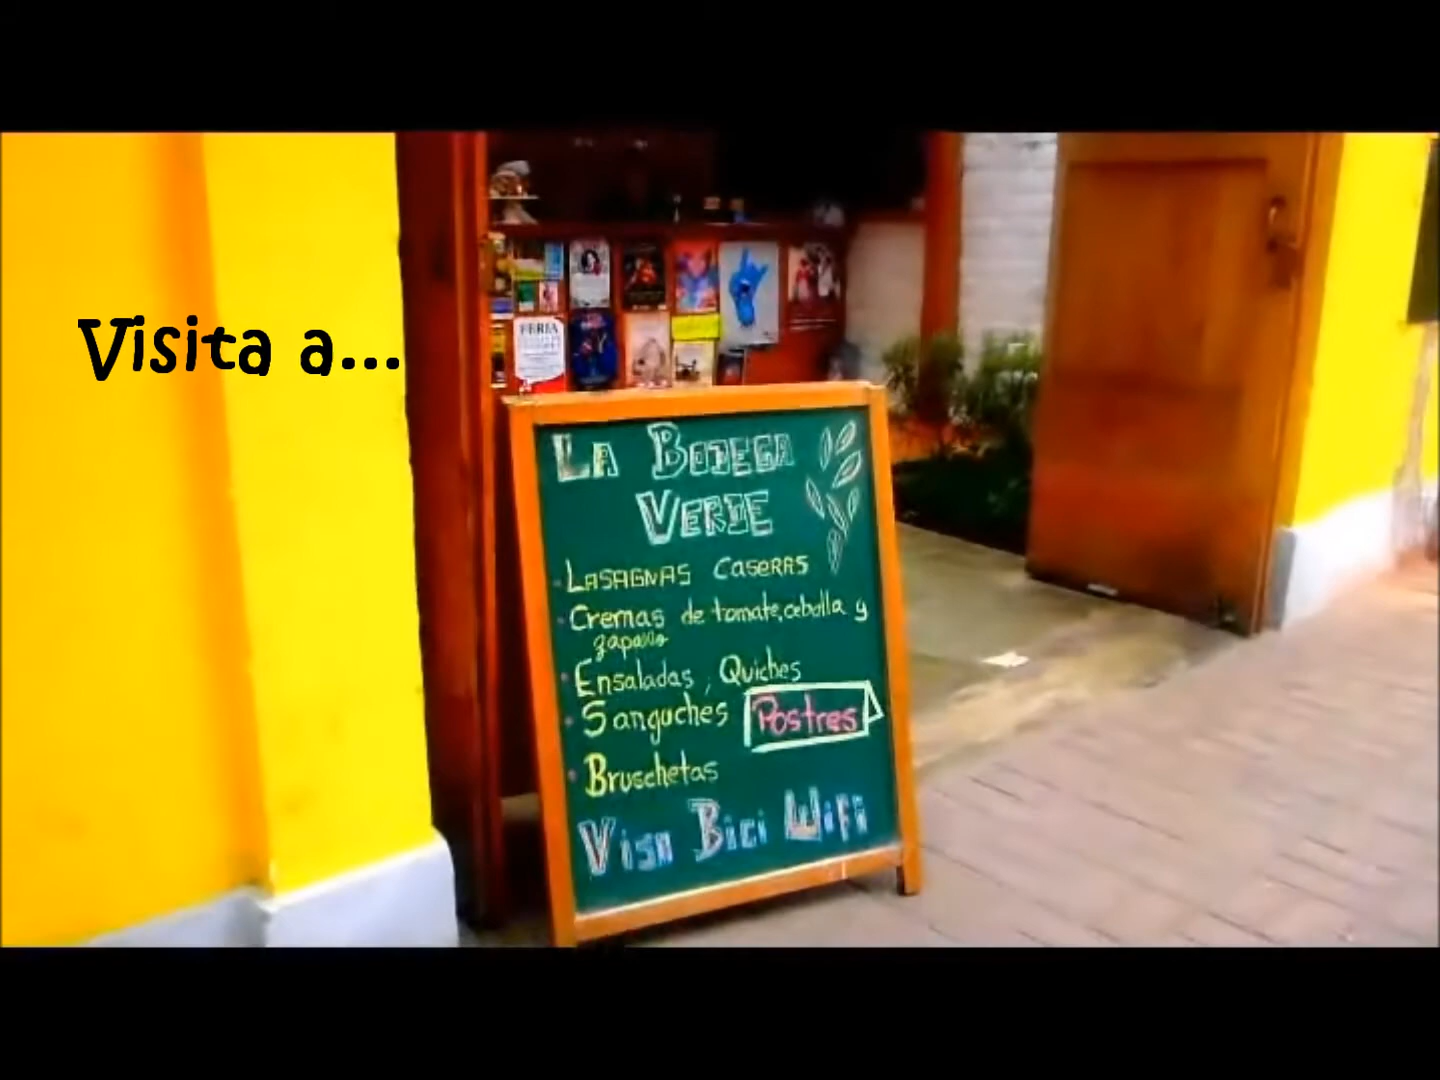 Visita a...
FERIA
LA BODEGA
VERDE
LASAGNAS CASERAS
Cremas de tomate, cebolla y
zapallo
Ensaladas, Quiches
Sanguches Postres
Bruschetas
Visa Bici WiFi